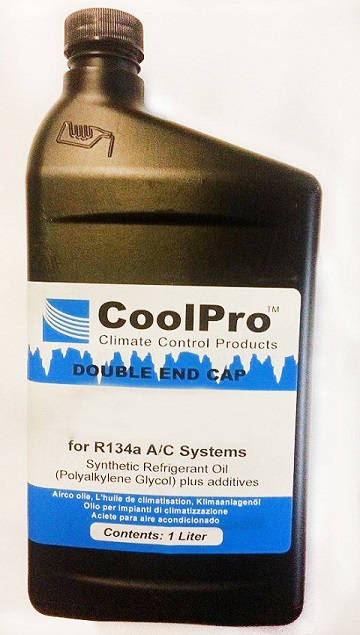 CoolPro™
Climate Control Products
DOUBLE END CAP
for R134a A/C Systems
Synthetic Refrigerant Oil
(Polyalkylene Glycol) plus additives
Airco olie, L'huile de climatisation, Klimaanlagenöl
Olio per impianti di climatizzazione
Aciete para aire acondicionado
Contents: 1 Liter